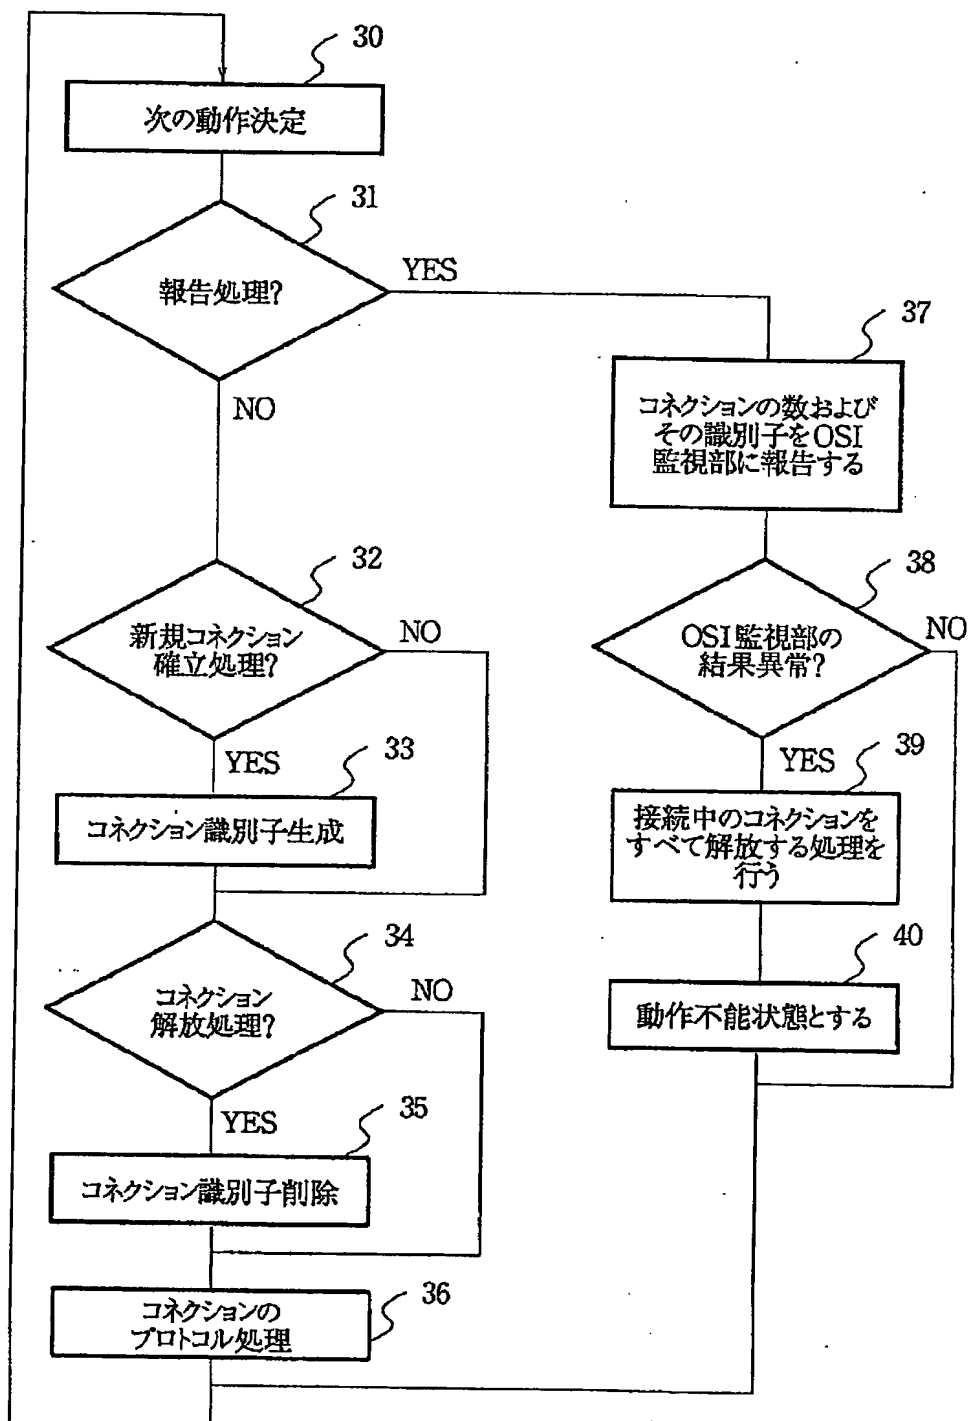 30
次の動作決定
31
報告処理?
YES
NO
37
コネクションの数および
その識別子をOSI
監視部に報告する
32
新規コネクション
確立処理?
NO
YES
38
OSI監視部の
結果異常?
NO
YES
33
コネクション識別子生成
39
接続中のコネクションを
すべて解放する処理を
行う
34
コネクション
解放処理?
NO
YES
40
動作不能状態とする
35
コネクション識別子削除
36
コネクションの
プロトコル処理